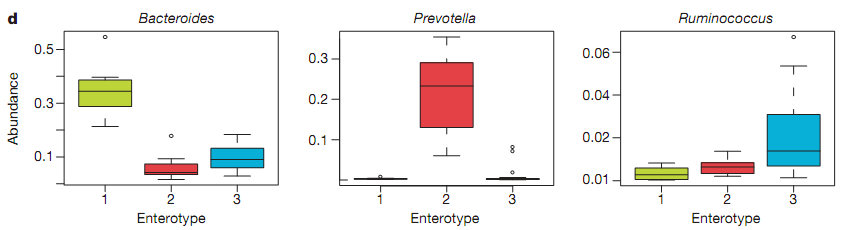 d
Bacteroides
Prevotella
Ruminococcus
Abundance
0.5
0.3
0.1
1 2 3
Enterotype
0.3
0.2
0.1
1 2 3
Enterotype
0.06
0.04
0.02
0.01
1 2 3
Enterotype